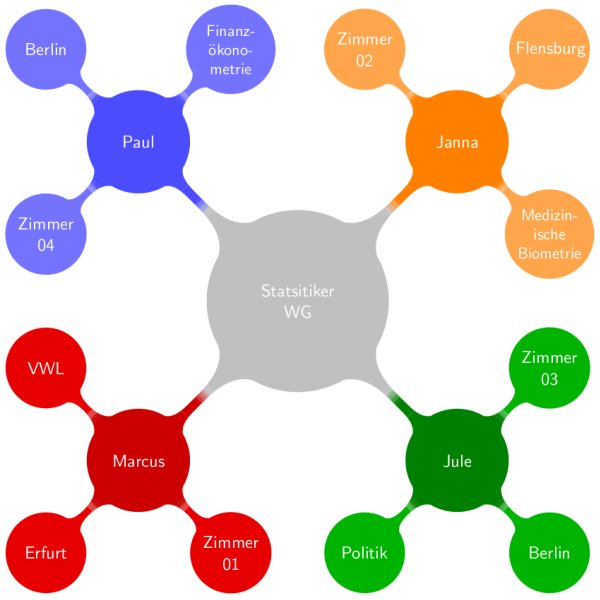 Berlin
Finanz-
ökono-
metrie
Paul
Zimmer
04
Zimmer
02
Flensburg
Janna
Medizin-
ische
Biometrie
Statsitiker
WG
VWL
Marcus
Erfurt
Zimmer
01
Zimmer
03
Jule
Politik
Berlin